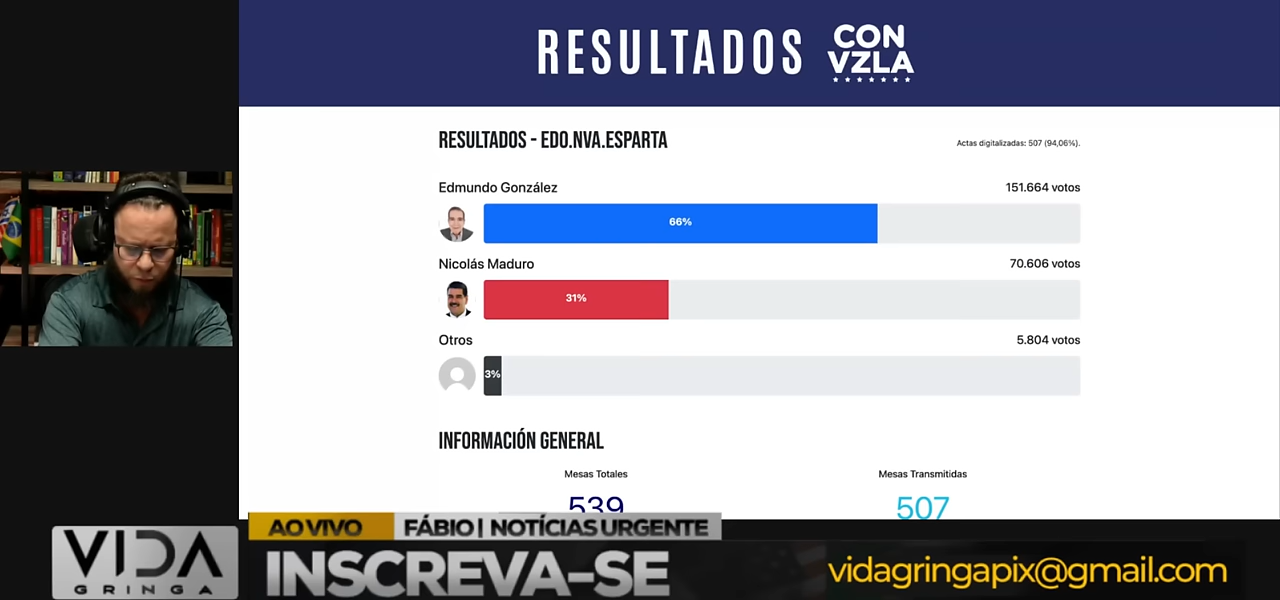 RESULTADOS
CON
VZLA
RESULTADOS - EDO.NVA.ESPARTA
Actas digitalizadas: 507 (94,06%).
Edmundo González
151.664 votos
66%
Nicolás Maduro
70.606 votos
31%
Otros
5.804 votos
3%
INFORMACIÓN GENERAL
Mesas Totales
Mesas Transmitidas
539
507
AO VIVO
FÁBIO | NOTÍCIAS URGENTE
VIDA
GRINGA
INSCREVA-SE
vidagringapix@gmail.com